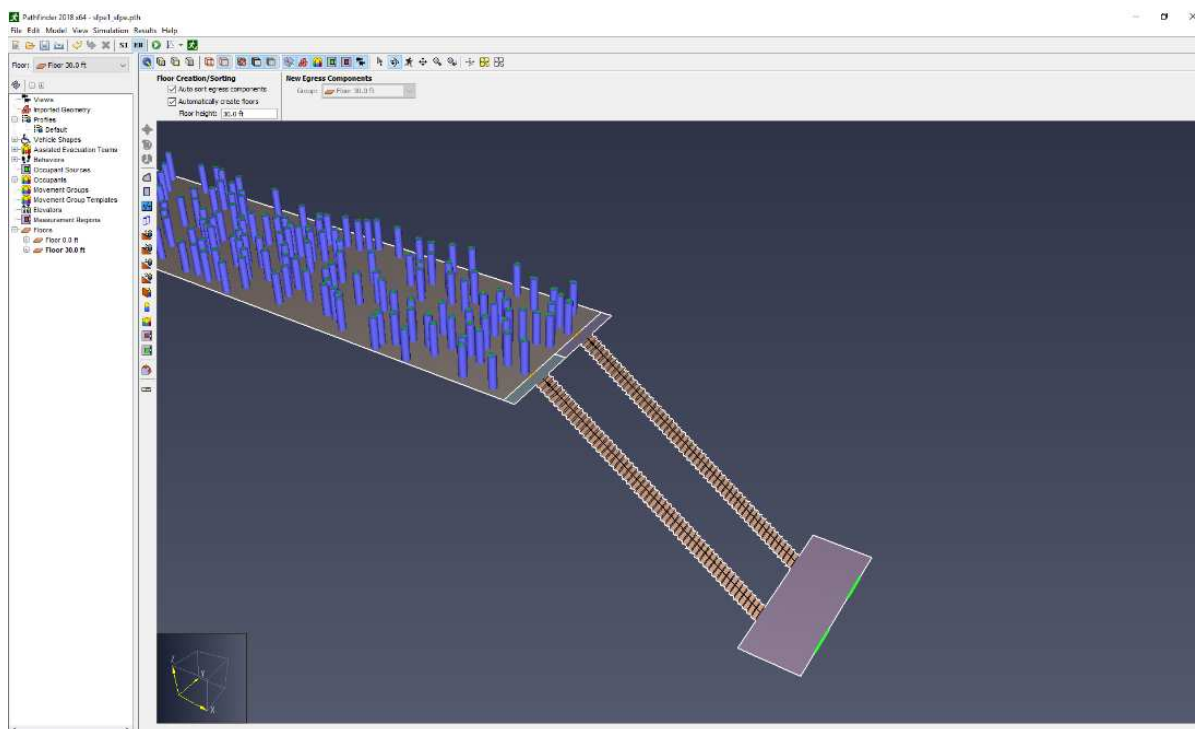 Pathfinder 2018 x64 - sfpe1_sfpe.pth
File Edit Model View Simulation Results Help
Floor: Floor 30.0 ft
Floor Creation/Sorting
Auto sort egress components
Automatically create floors
Floor height: 30.0 ft
New Egress Components
Group: Floor 30.0 ft
Views
Imported Geometry
Profiles
Default
Vehicle Shapes
Assisted Evacuation Teams
Behaviors
Occupant Sources
Occupants
Movement Groups
Movement Group Templates
Elevators
Measurement Regions
Floors
Floor 0.0 ft
Floor 30.0 ft
Z
Y
X